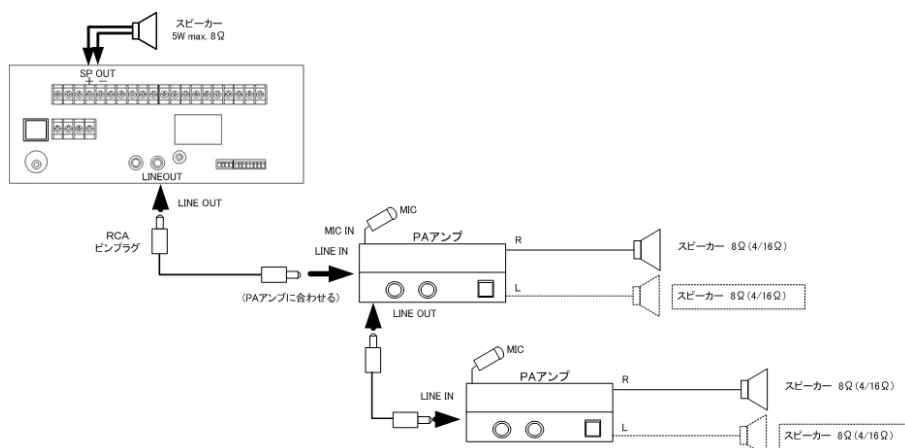 スピーカー
5W max. 8Ω
SP OUT
+ −
LINEOUT
LINE OUT
RCA
ピンプラグ
MIC
MIC IN
PAアンプ
LINE IN
R
スピーカー 8Ω(4/16Ω)
L
スピーカー 8Ω(4/16Ω)
(PAアンプに合わせる)
LINE OUT
MIC
PAアンプ
R
スピーカー 8Ω(4/16Ω)
LINE IN
L
スピーカー 8Ω(4/16Ω)